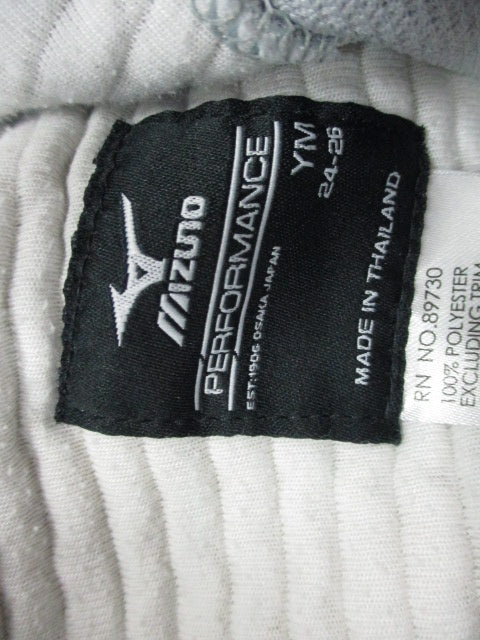 MIZUNO
PERFORMANCE
EST:1906 OSAKA JAPAN
YM
24-26
MADE IN THAILAND
RN NO.89730
100% POLYESTER
EXCLUDING TRIM